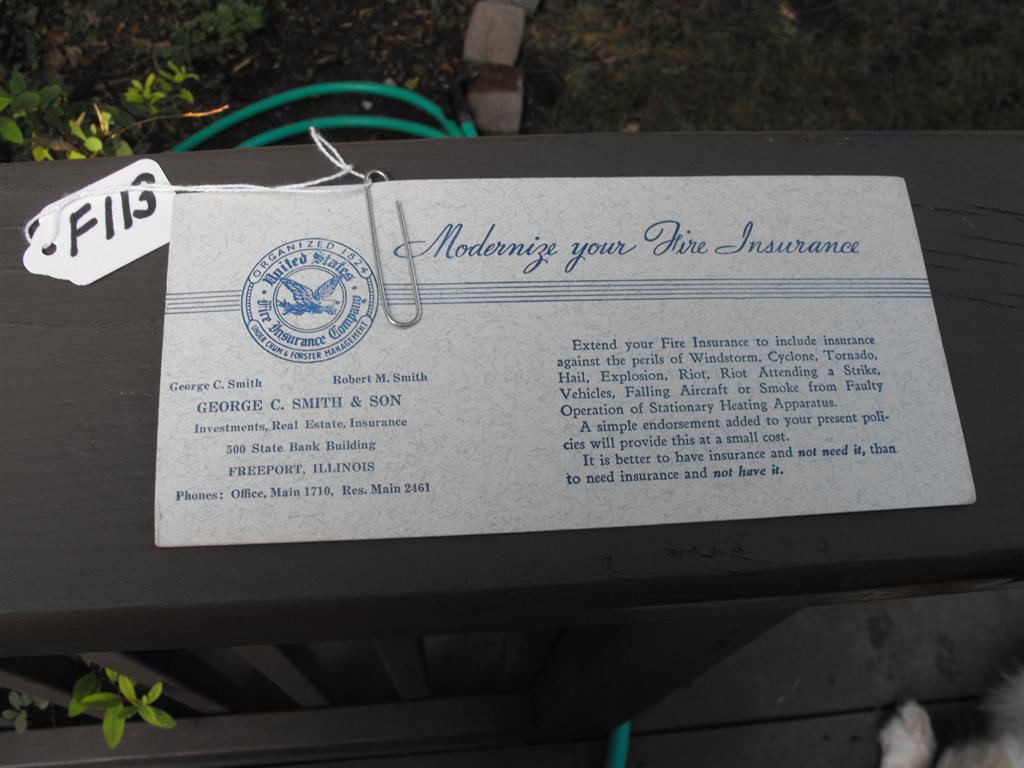 F113
Modernize your Fire Insurance
ORGANIZED 1824
United States
Fire Insurance Company
UNDER CRUM & FORSTER MANAGEMENT
George C. Smith Robert M. Smith
GEORGE C. SMITH & SON
Investments, Real Estate, Insurance
500 State Bank Building
FREEPORT, ILLINOIS
Phones: Office, Main 1710, Res. Main 2461
Extend your Fire Insurance to include insurance
against the perils of Windstorm, Cyclone, Tornado,
Hail, Explosion, Riot, Riot Attending a Strike,
Vehicles, Falling Aircraft or Smoke from Faulty
Operation of Stationary Heating Apparatus.
A simple endorsement added to your present poli-
cies will provide this at a small cost.
It is better to have insurance and not need it, than
to need insurance and not have it.